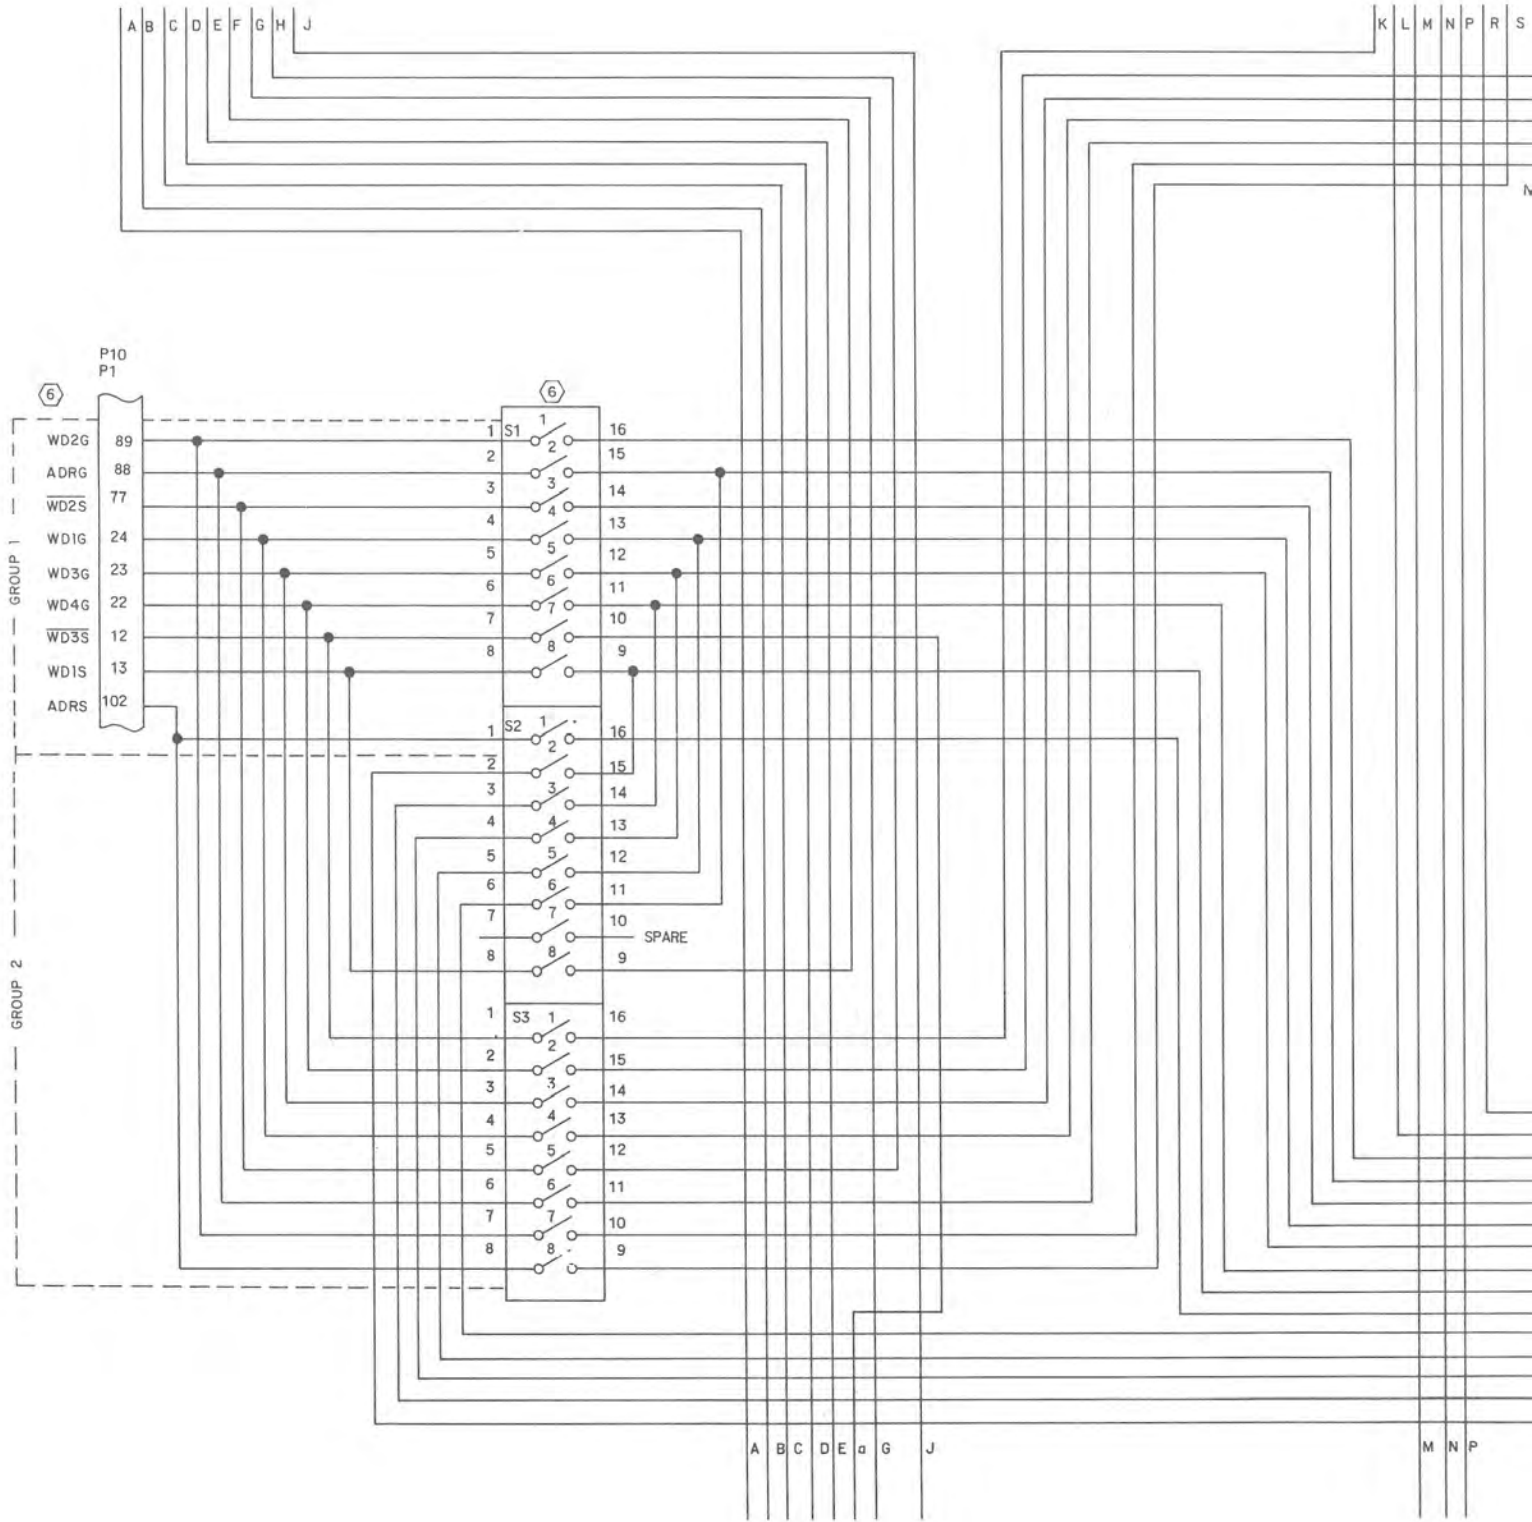 A B C D E F G H J
K L M N P R S
P10
P1
6
6
GROUP 1
WD2G 89
ADRG 88
WD2S 77
WD1G 24
WD3G 23
WD4G 22
WD3S 12
WD1S 13
ADRS 102
S1
1 1 16
2 2 15
3 3 14
4 4 13
5 5 12
6 6 11
7 7 10
8 8 9
S2
1 1 16
2 2 15
3 3 14
4 4 13
5 5 12
6 6 11
7 7 10 SPARE
8 8 9
GROUP 2
S3
1 1 16
2 2 15
3 3 14
4 4 13
5 5 12
6 6 11
7 7 10
8 8 9
A B C D E a G J
M N P